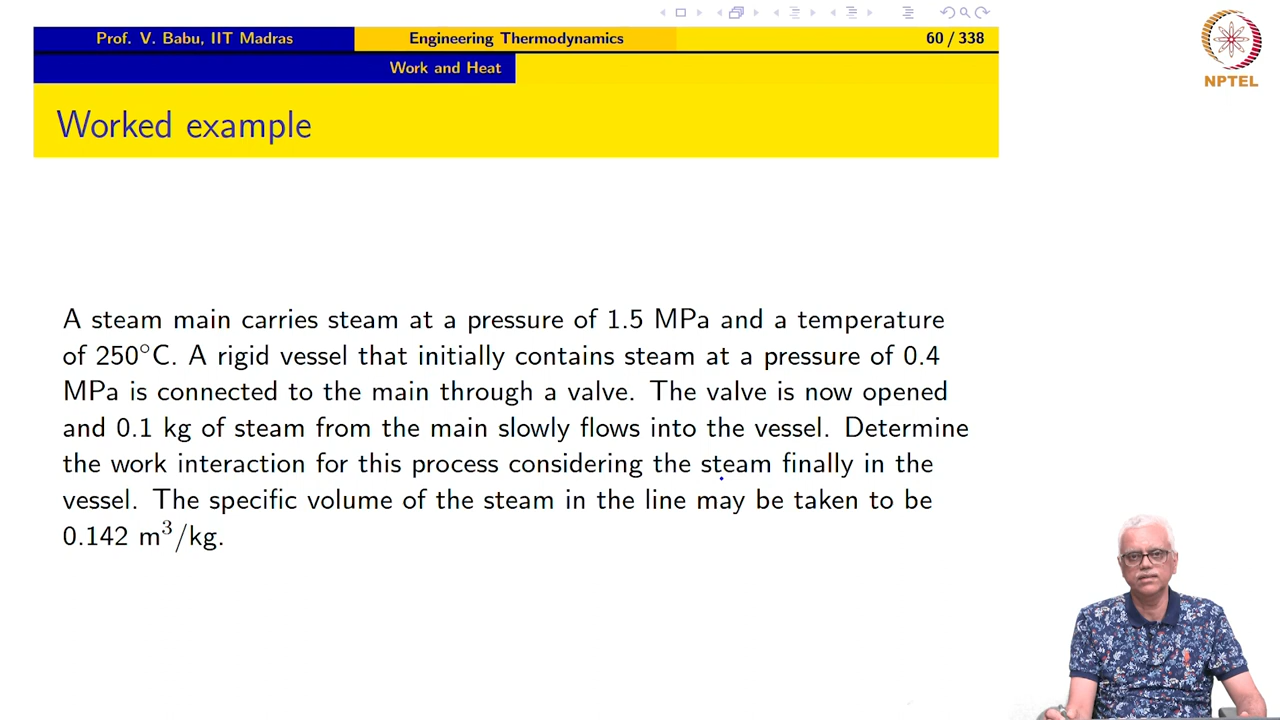 Prof. V. Babu, IIT Madras
Engineering Thermodynamics
60 / 338
Work and Heat
NPTEL
Worked example
A steam main carries steam at a pressure of 1.5 MPa and a temperature
of 250°C. A rigid vessel that initially contains steam at a pressure of 0.4
MPa is connected to the main through a valve. The valve is now opened
and 0.1 kg of steam from the main slowly flows into the vessel. Determine
the work interaction for this process considering the steam finally in the
vessel. The specific volume of the steam in the line may be taken to be
0.142 m³/kg.